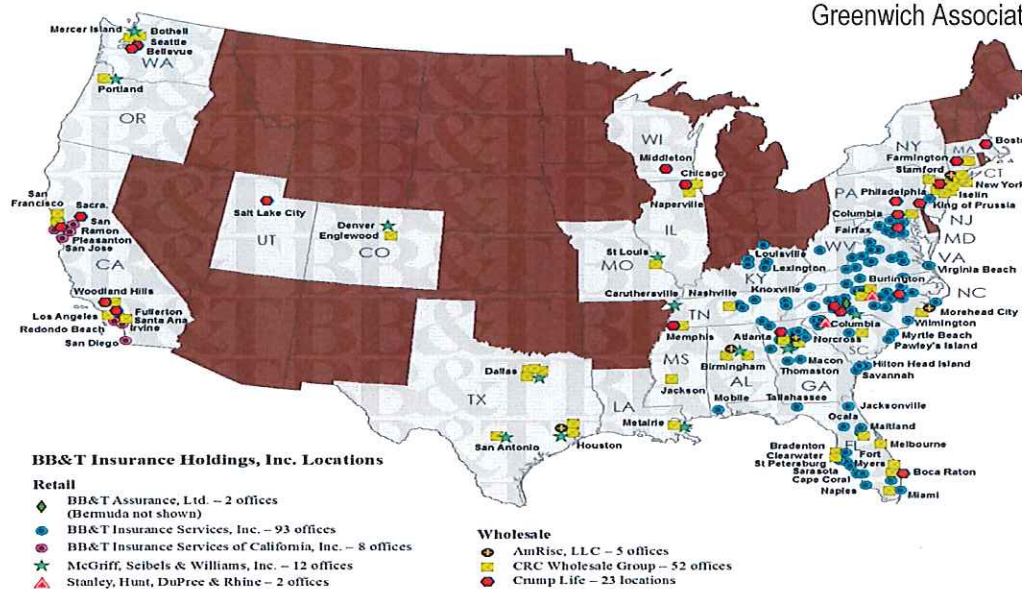 Greenwich Associat
Mercer Island
Bothell
Seattle
Bellevue
WA
Portland
OR
San
Francisco
Sacra.
San
Ramon
Pleasanton
San Jose
CA
Woodland Hills
Los Angeles
Redondo Beach
Fullerton
Santa Ana
Irvine
San Diego
Salt Lake City
UT
Denver
Englewood
CO
WI
Middleton
Chicago
Naperville
IL
St Louis
MO
Caruthersville
Louisville
Lexington
KY
Nashville
Knoxville
TN
Memphis
MS
Jackson
Birmingham
AL
Mobile
Atlanta
Norcross
Macon
Thomaston
GA
Tallahassee
Columbia
SC
Dallas
TX
San Antonio
Houston
LA
Metairie
NY
MA
Bosto
Farmington
Stamford
CT
New York
Iselin
PA
Philadelphia
King of Prussia
NJ
Columbia
Fairfax
MD
WV
VA
Virginia Beach
Burlington
NC
Morehead City
Wilmington
Myrtle Beach
Pawley's Island
Hilton Head Island
Savannah
Jacksonville
Ocala
Maitland
Melbourne
FL
Bradenton
Clearwater
St Petersburg
Fort
Myers
Sarasota
Cape Coral
Naples
Boca Raton
Miami
BB&T Insurance Holdings, Inc. Locations
Retail
BB&T Assurance, Ltd. – 2 offices
(Bermuda not shown)
BB&T Insurance Services, Inc. – 93 offices
BB&T Insurance Services of California, Inc. – 8 offices
McGriff, Seibels & Williams, Inc. – 12 offices
Stanley, Hunt, DuPree & Rhine – 2 offices
Wholesale
AmRisc, LLC – 5 offices
CRC Wholesale Group – 52 offices
Crump Life – 23 locations